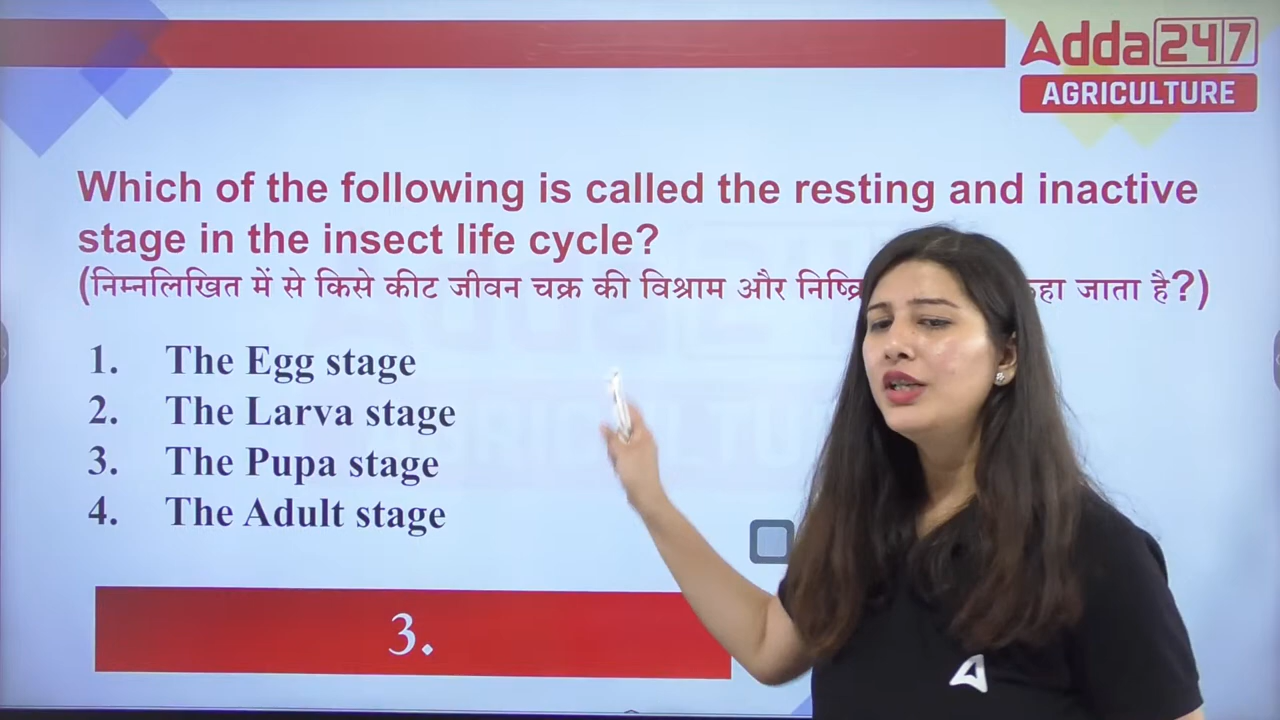 Adda247
AGRICULTURE
Which of the following is called the resting and inactive
stage in the insect life cycle?
(निम्नलिखित में से किसे कीट जीवन चक्र की विश्राम और जाता है?)
1. The Egg stage
2. The Larva stage
3. The Pupa stage
4. The Adult stage
3.